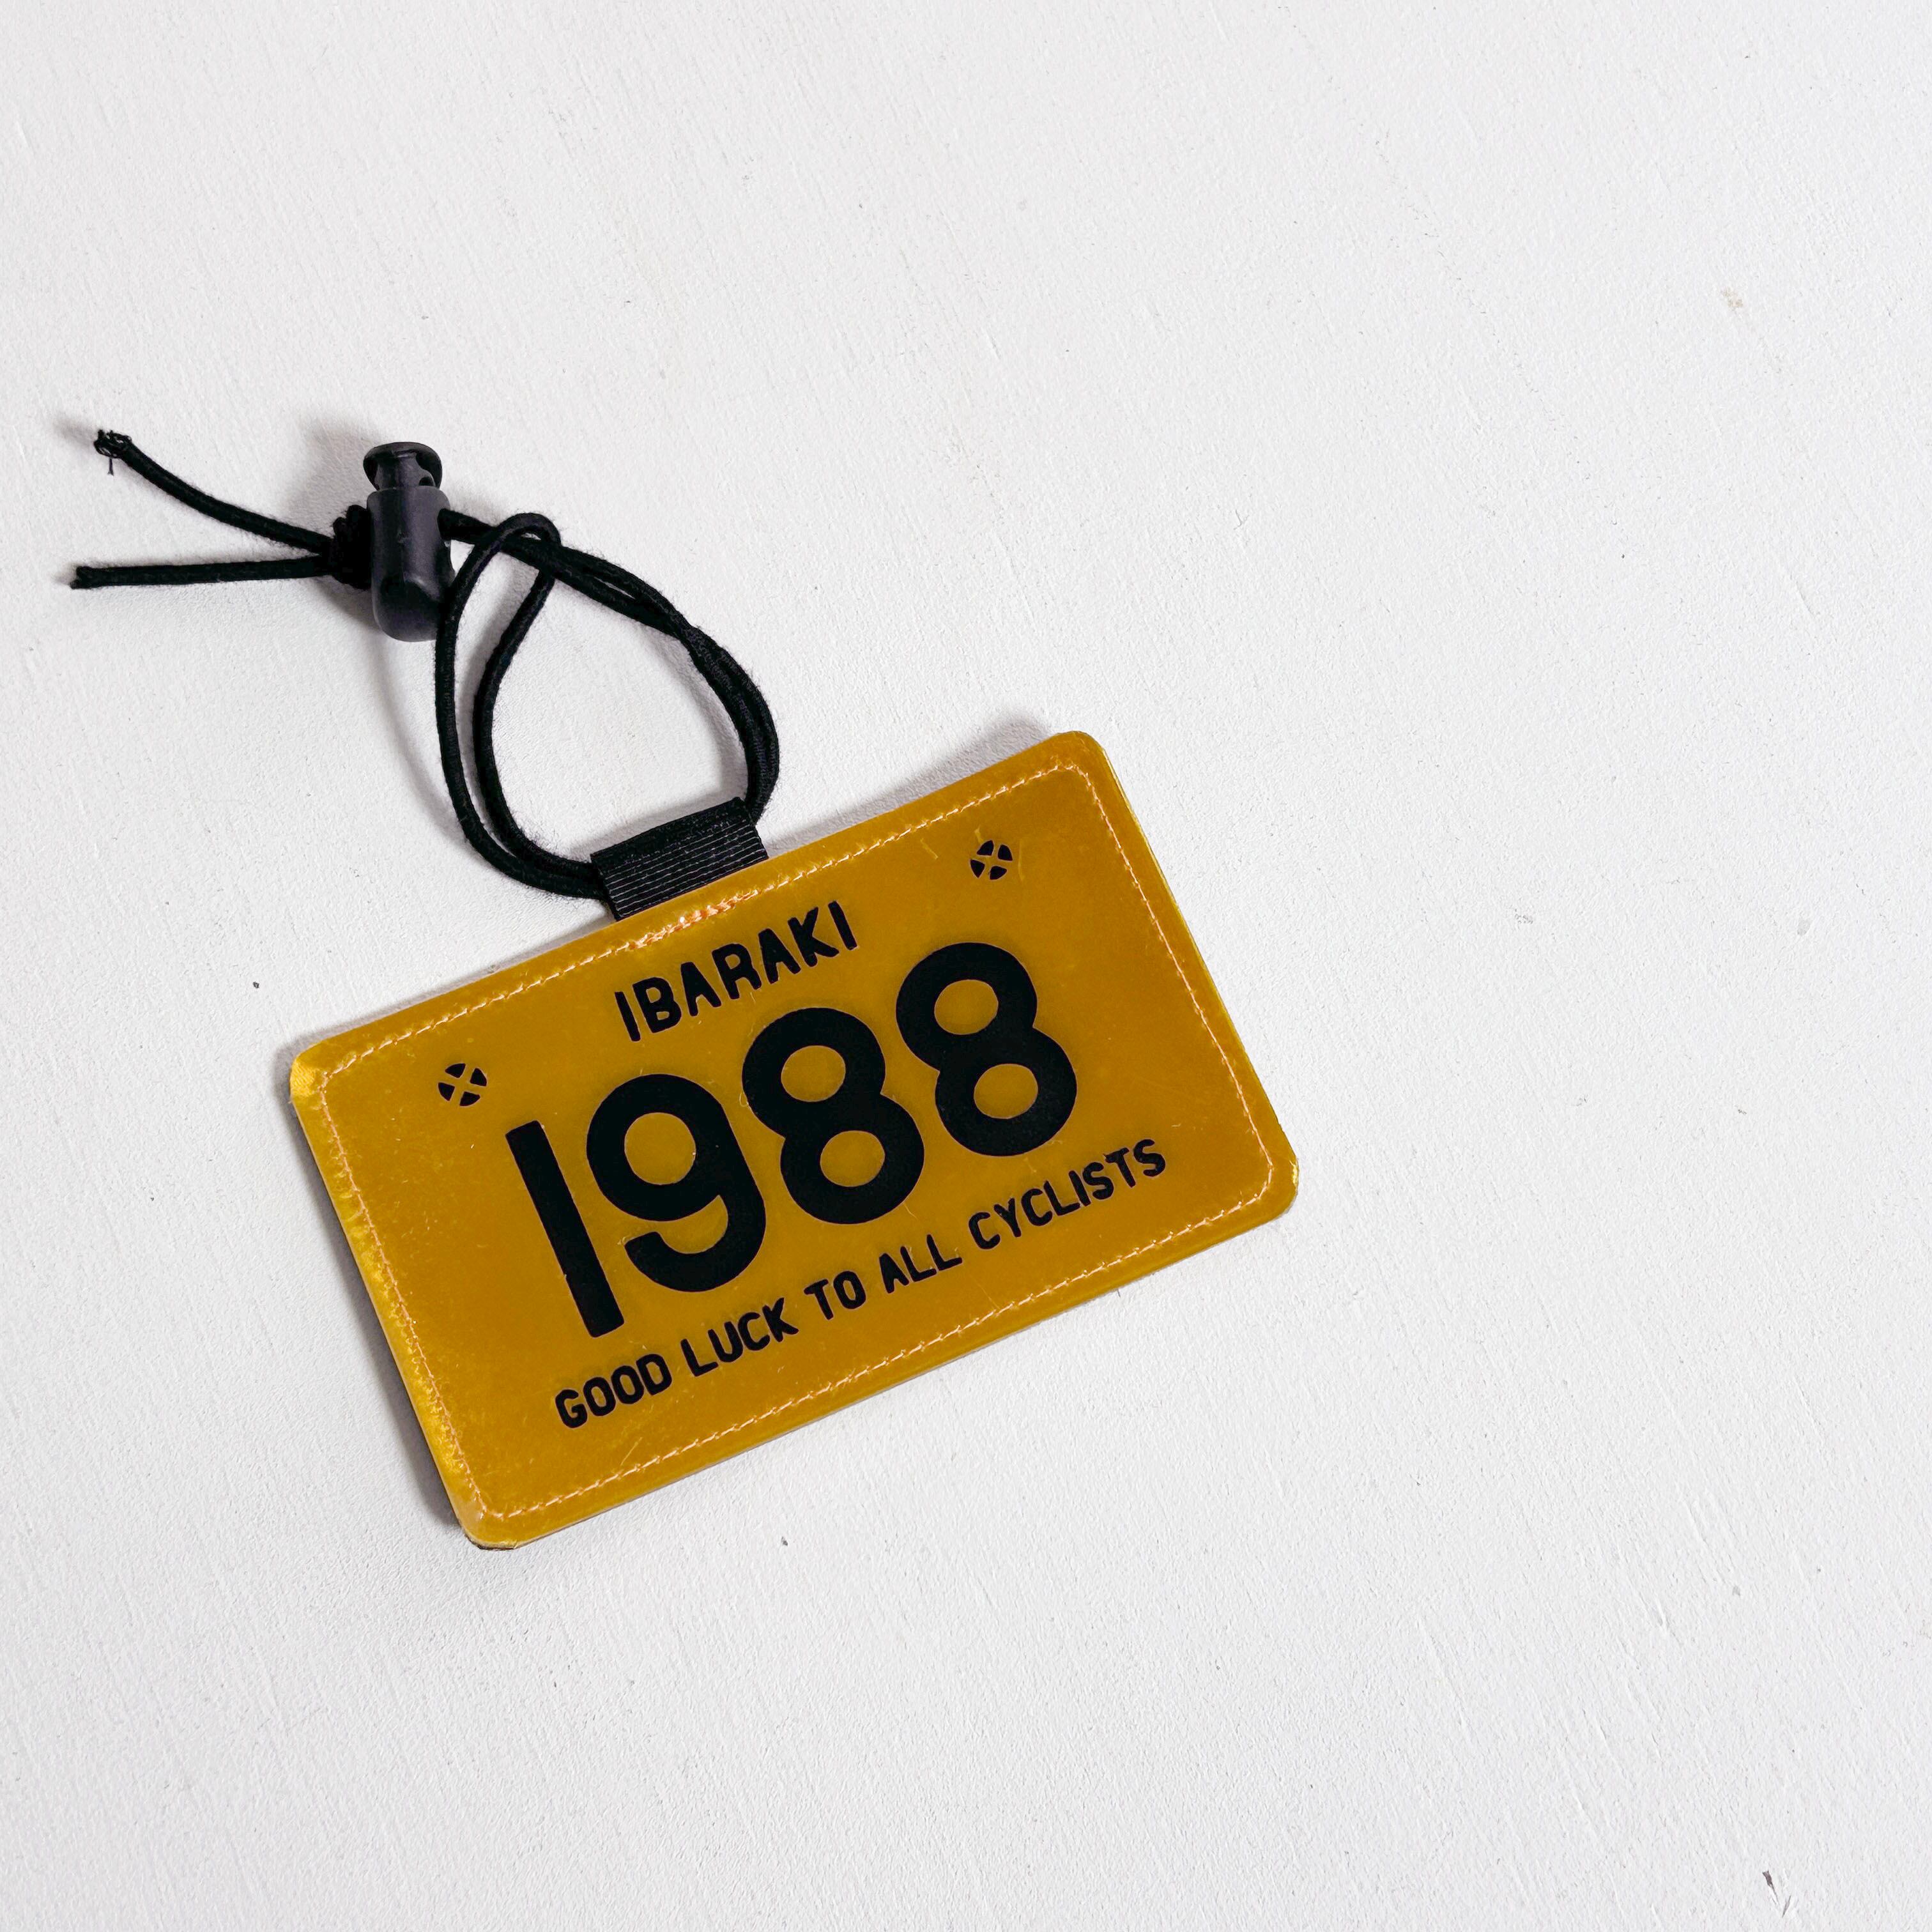 IBARAKI
1988
GOOD LUCK TO ALL CYCLISTS